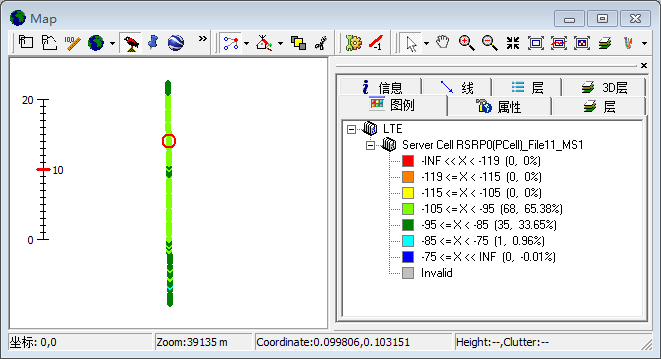 Map
»
20
10
0
信息
线
层
3D层
图例
属性
层
LTE
Server Cell RSRP0(PCell)_File11_MS1
-INF << X < -119 (0, 0%)
-119 <= X < -115 (0, 0%)
-115 <= X < -105 (0, 0%)
-105 <= X < -95 (68, 65.38%)
-95 <= X < -85 (35, 33.65%)
-85 <= X < -75 (1, 0.96%)
-75 <= X << INF (0, -0.01%)
Invalid
坐标: 0,0
Zoom:39135 m
Coordinate:0.099806,0.103151
Height:--,Clutter:--